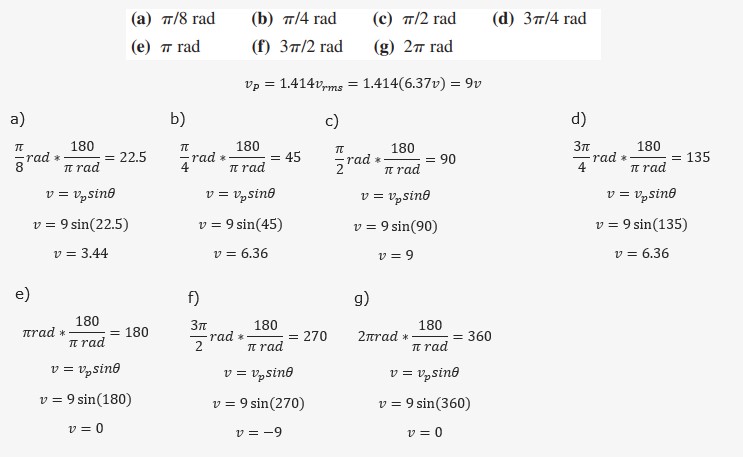 (a) π/8 rad (b) π/4 rad (c) π/2 rad (d) 3π/4 rad
(e) π rad (f) 3π/2 rad (g) 2π rad
v_p = 1.414v_rms = 1.414(6.37v) = 9v
a)
π/8 rad * 180/π rad = 22.5
v = v_p sinθ
v = 9 sin(22.5)
v = 3.44
b)
π/4 rad * 180/π rad = 45
v = v_p sinθ
v = 9 sin(45)
v = 6.36
c)
π/2 rad * 180/π rad = 90
v = v_p sinθ
v = 9 sin(90)
v = 9
d)
3π/4 rad * 180/π rad = 135
v = v_p sinθ
v = 9 sin(135)
v = 6.36
e)
πrad * 180/π rad = 180
v = v_p sinθ
v = 9 sin(180)
v = 0
f)
3π/2 rad * 180/π rad = 270
v = v_p sinθ
v = 9 sin(270)
v = −9
g)
2πrad * 180/π rad = 360
v = v_p sinθ
v = 9 sin(360)
v = 0